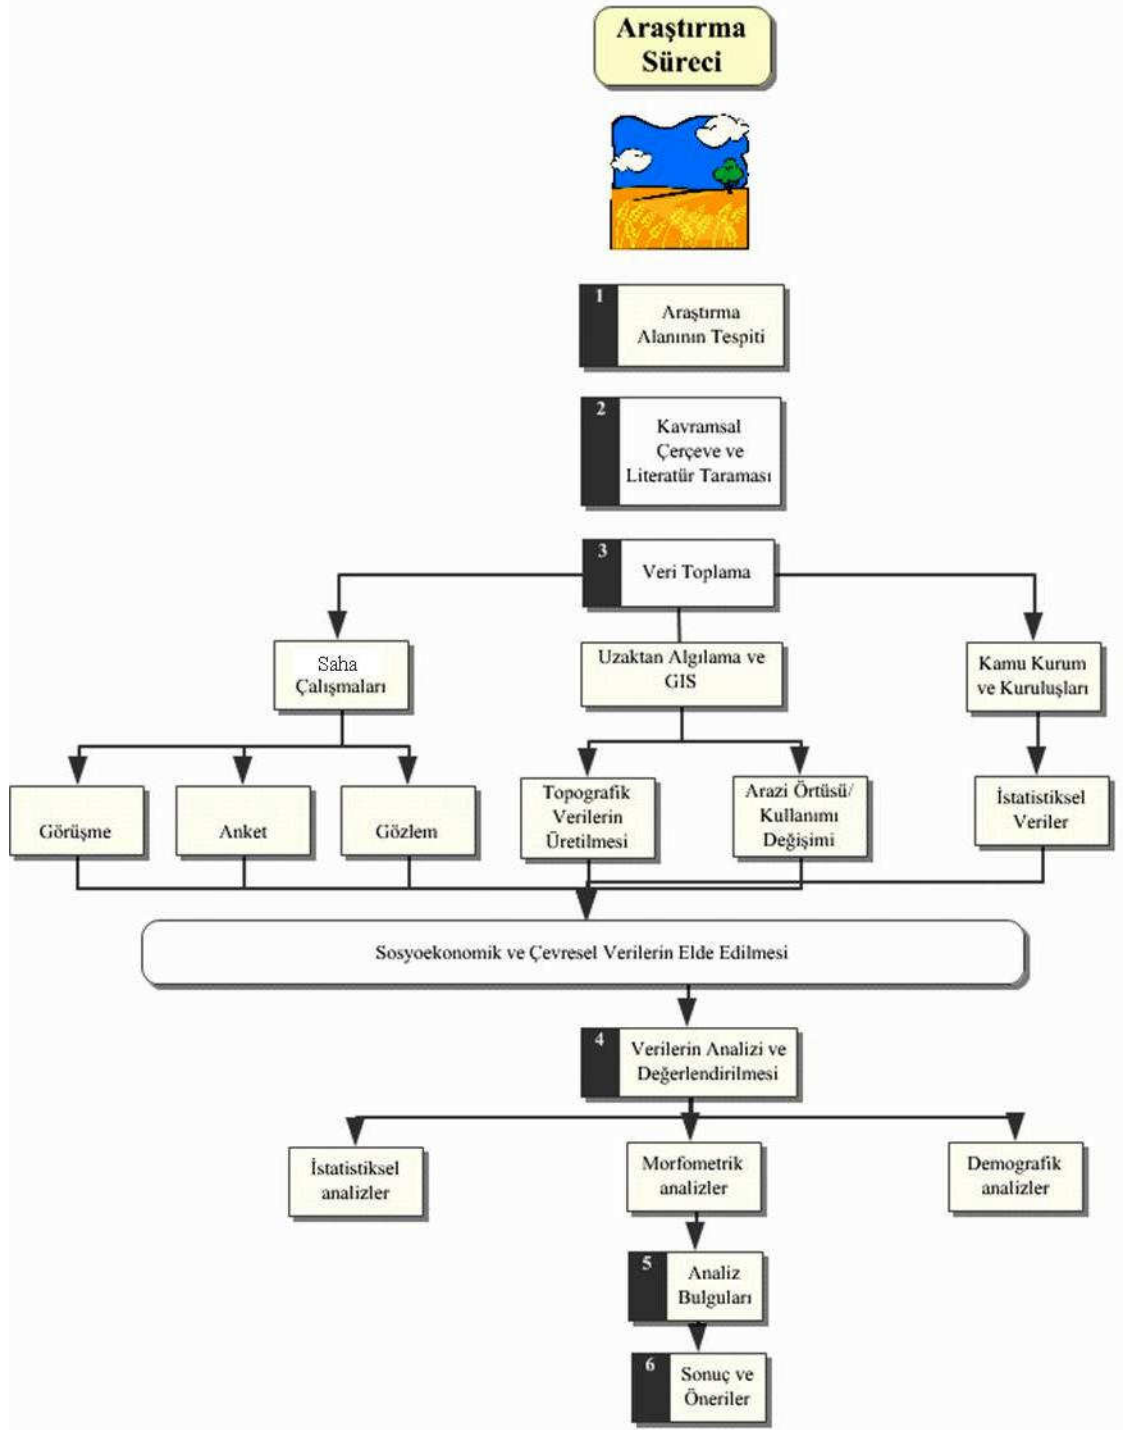 Araştırma
Süreci
1
Araştırma
Alanının Tespiti
2
Kavramsal
Çerçeve ve
Literatür Taraması
3
Veri Toplama
Saha
Çalışmaları
Uzaktan Algılama ve
GIS
Kamu Kurum
ve Kuruluşları
Görüşme
Anket
Gözlem
Topografik
Verilerin
Üretilmesi
Arazi Örtüsü/
Kullanımı
Değişimi
İstatistiksel
Veriler
Sosyoekonomik ve Çevresel Verilerin Elde Edilmesi
4
Verilerin Analizi ve
Değerlendirilmesi
İstatistiksel
analizler
Morfometrik
analizler
Demografik
analizler
5
Analiz
Bulguları
6
Sonuç ve
Öneriler